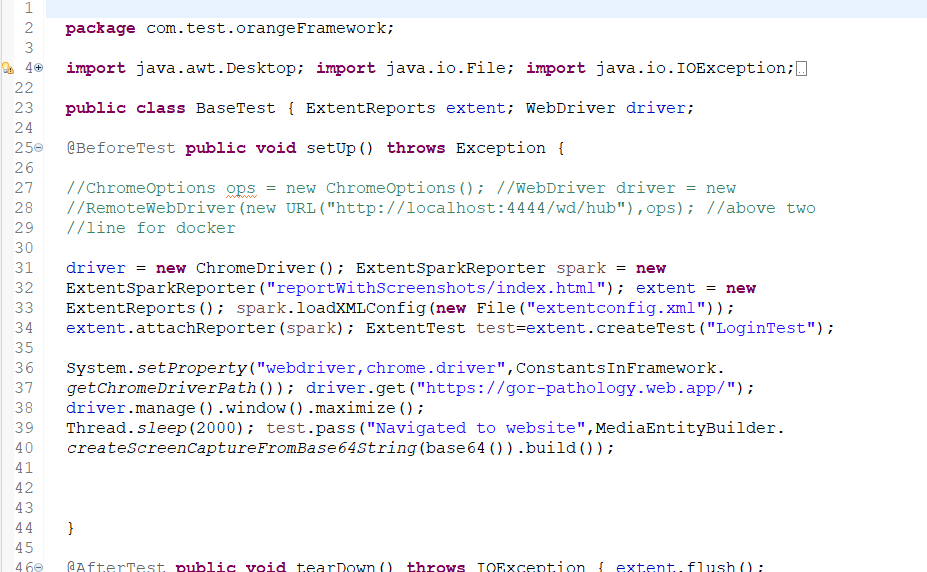 1
2 package com.test.orangeFramework;
3
4 import java.awt.Desktop; import java.io.File; import java.io.IOException;
22
23 public class BaseTest { ExtentReports extent; WebDriver driver;
24
25 @BeforeTest public void setUp() throws Exception {
26
27 //ChromeOptions ops = new ChromeOptions(); //WebDriver driver = new
28 //RemoteWebDriver(new URL("http://localhost:4444/wd/hub"),ops); //above two
29 //line for docker
30
31 driver = new ChromeDriver(); ExtentSparkReporter spark = new
32 ExtentSparkReporter("reportWithScreenshots/index.html"); extent = new
33 ExtentReports(); spark.loadXMLConfig(new File("extentconfig.xml"));
34 extent.attachReporter(spark); ExtentTest test=extent.createTest("LoginTest");
35
36 System.setProperty("webdriver,chrome.driver",ConstantsInFramework.
37 getChromeDriverPath()); driver.get("https://gor-pathology.web.app/");
38 driver.manage().window().maximize();
39 Thread.sleep(2000); test.pass("Navigated to website",MediaEntityBuilder.
40 createScreenCaptureFromBase64String(base64()).build());
41
42
43
44 }
45
46 @AfterTest public void tearDown() throws IOException { extent.flush();